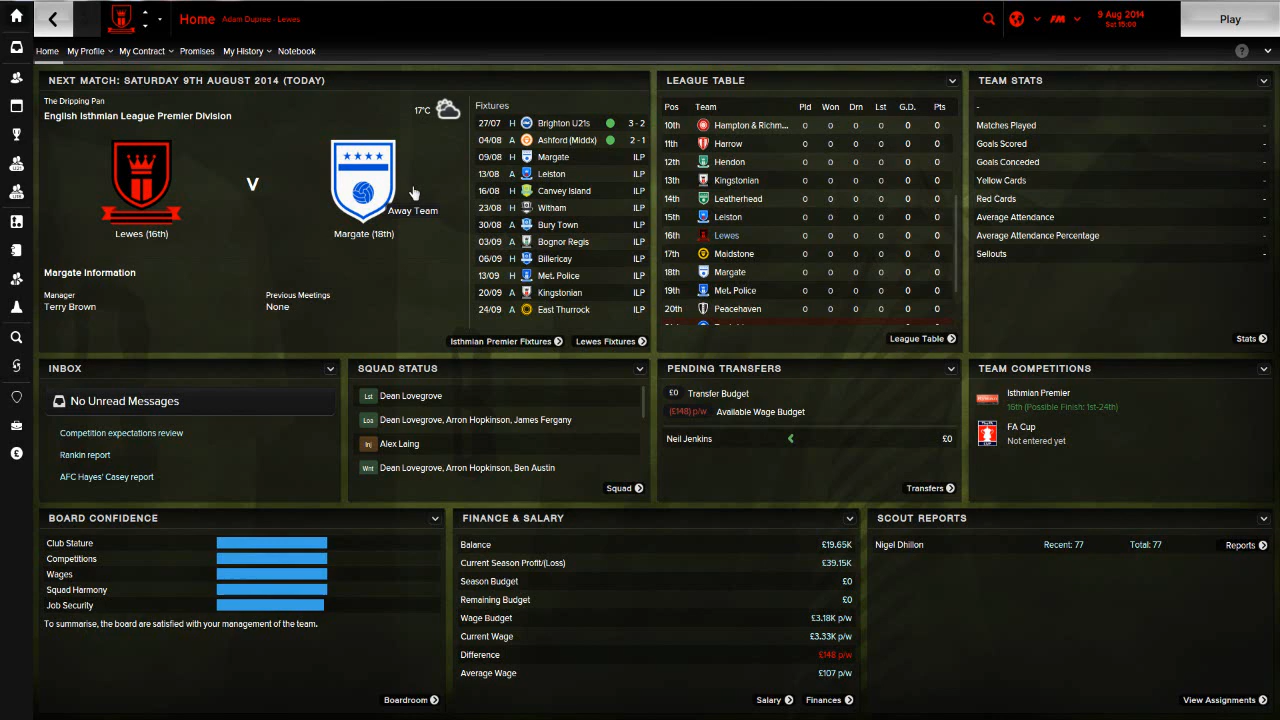 Home Adam Dupree - Lewes
FM
9 Aug 2014
Sat 15:00
Play
Home My Profile My Contract Promises My History Notebook
?
NEXT MATCH: SATURDAY 9TH AUGUST 2014 (TODAY)
The Dripping Pan
English Isthmian League Premier Division
17°C
V
Away Team
Lewes (16th)
Margate (18th)
Margate Information
Manager
Terry Brown
Previous Meetings
None
Fixtures
27/07 H Brighton U21s 3 - 2
04/08 A Ashford (Middx) 2 - 1
09/08 H Margate ILP
13/08 A Leiston ILP
16/08 H Canvey Island ILP
23/08 H Witham ILP
30/08 A Bury Town ILP
03/09 A Bognor Regis ILP
06/09 H Billericay ILP
13/09 H Met. Police ILP
20/09 A Kingstonian ILP
24/09 A East Thurrock ILP
Isthmian Premier Fixtures
Lewes Fixtures
LEAGUE TABLE
Pos Team Pld Won Drn Lst G.D. Pts
10th Hampton & Richm... 0 0 0 0 0 0
11th Harrow 0 0 0 0 0 0
12th Hendon 0 0 0 0 0 0
13th Kingstonian 0 0 0 0 0 0
14th Leatherhead 0 0 0 0 0 0
15th Leiston 0 0 0 0 0 0
16th Lewes 0 0 0 0 0 0
17th Maidstone 0 0 0 0 0 0
18th Margate 0 0 0 0 0 0
19th Met. Police 0 0 0 0 0 0
20th Peacehaven 0 0 0 0 0 0
League Table
TEAM STATS
-
Matches Played -
Goals Scored -
Goals Conceded -
Yellow Cards -
Red Cards -
Average Attendance -
Average Attendance Percentage -
Sellouts -
Stats
INBOX
No Unread Messages
Competition expectations review
Rankin report
AFC Hayes' Casey report
SQUAD STATUS
Lst Dean Lovegrove
Loa Dean Lovegrove, Arron Hopkinson, James Fergany
Inj Alex Laing
Wnt Dean Lovegrove, Arron Hopkinson, Ben Austin
Squad
PENDING TRANSFERS
£0 Transfer Budget
(£148) p/w Available Wage Budget
Neil Jenkins £0
Transfers
TEAM COMPETITIONS
Isthmian Premier
16th (Possible Finish: 1st-24th)
FA Cup
Not entered yet
BOARD CONFIDENCE
Club Stature
Competitions
Wages
Squad Harmony
Job Security
To summarise, the board are satisfied with your management of the team.
Boardroom
FINANCE & SALARY
Balance £19.65K
Current Season Profit/(Loss) £39.15K
Season Budget £0
Remaining Budget £0
Wage Budget £3.18K p/w
Current Wage £3.33K p/w
Difference £148 p/w
Average Wage £107 p/w
Salary
Finances
SCOUT REPORTS
Nigel Dhillon Recent: 77 Total: 77 Reports
View Assignments